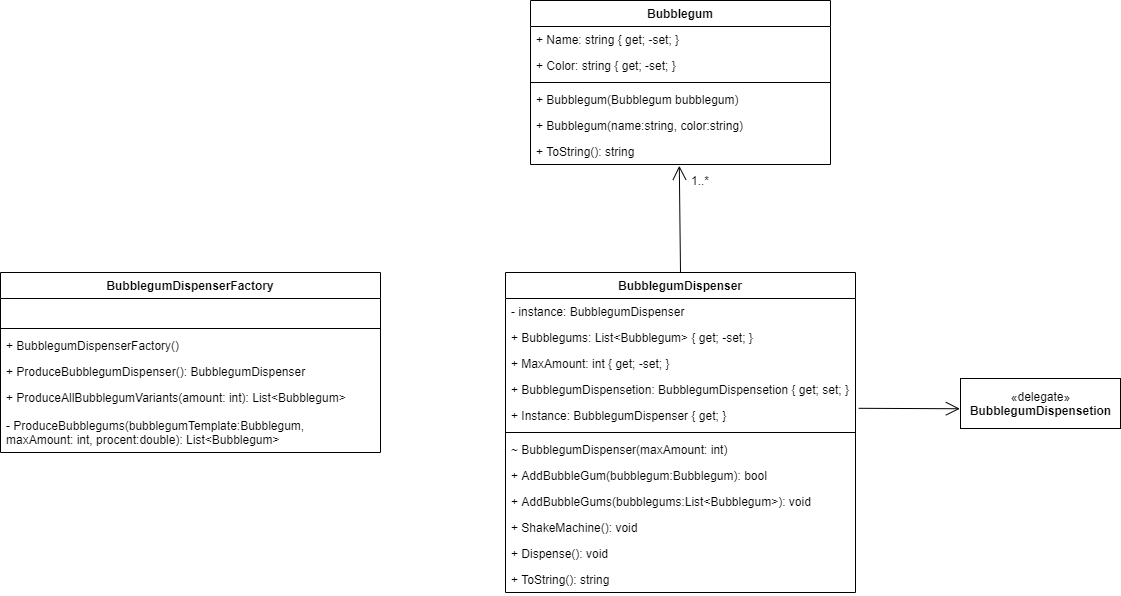 Bubblegum
+ Name: string { get; -set; }
+ Color: string { get; -set; }
+ Bubblegum(Bubblegum bubblegum)
+ Bubblegum(name:string, color:string)
+ ToString(): string
1..*
BubblegumDispenserFactory
+ BubblegumDispenserFactory()
+ ProduceBubblegumDispenser(): BubblegumDispenser
+ ProduceAllBubblegumVariants(amount: int): List<Bubblegum>
- ProduceBubblegums(bubblegumTemplate:Bubblegum,
maxAmount: int, procent:double): List<Bubblegum>
BubblegumDispenser
- instance: BubblegumDispenser
+ Bubblegums: List<Bubblegum> { get; -set; }
+ MaxAmount: int { get; -set; }
+ BubblegumDispensetion: BubblegumDispensetion { get; set; }
+ Instance: BubblegumDispenser { get; }
~ BubblegumDispenser(maxAmount: int)
+ AddBubbleGum(bubblegum:Bubblegum): bool
+ AddBubbleGums(bubblegums:List<Bubblegum>): void
+ ShakeMachine(): void
+ Dispense(): void
+ ToString(): string
«delegate»
BubblegumDispensetion